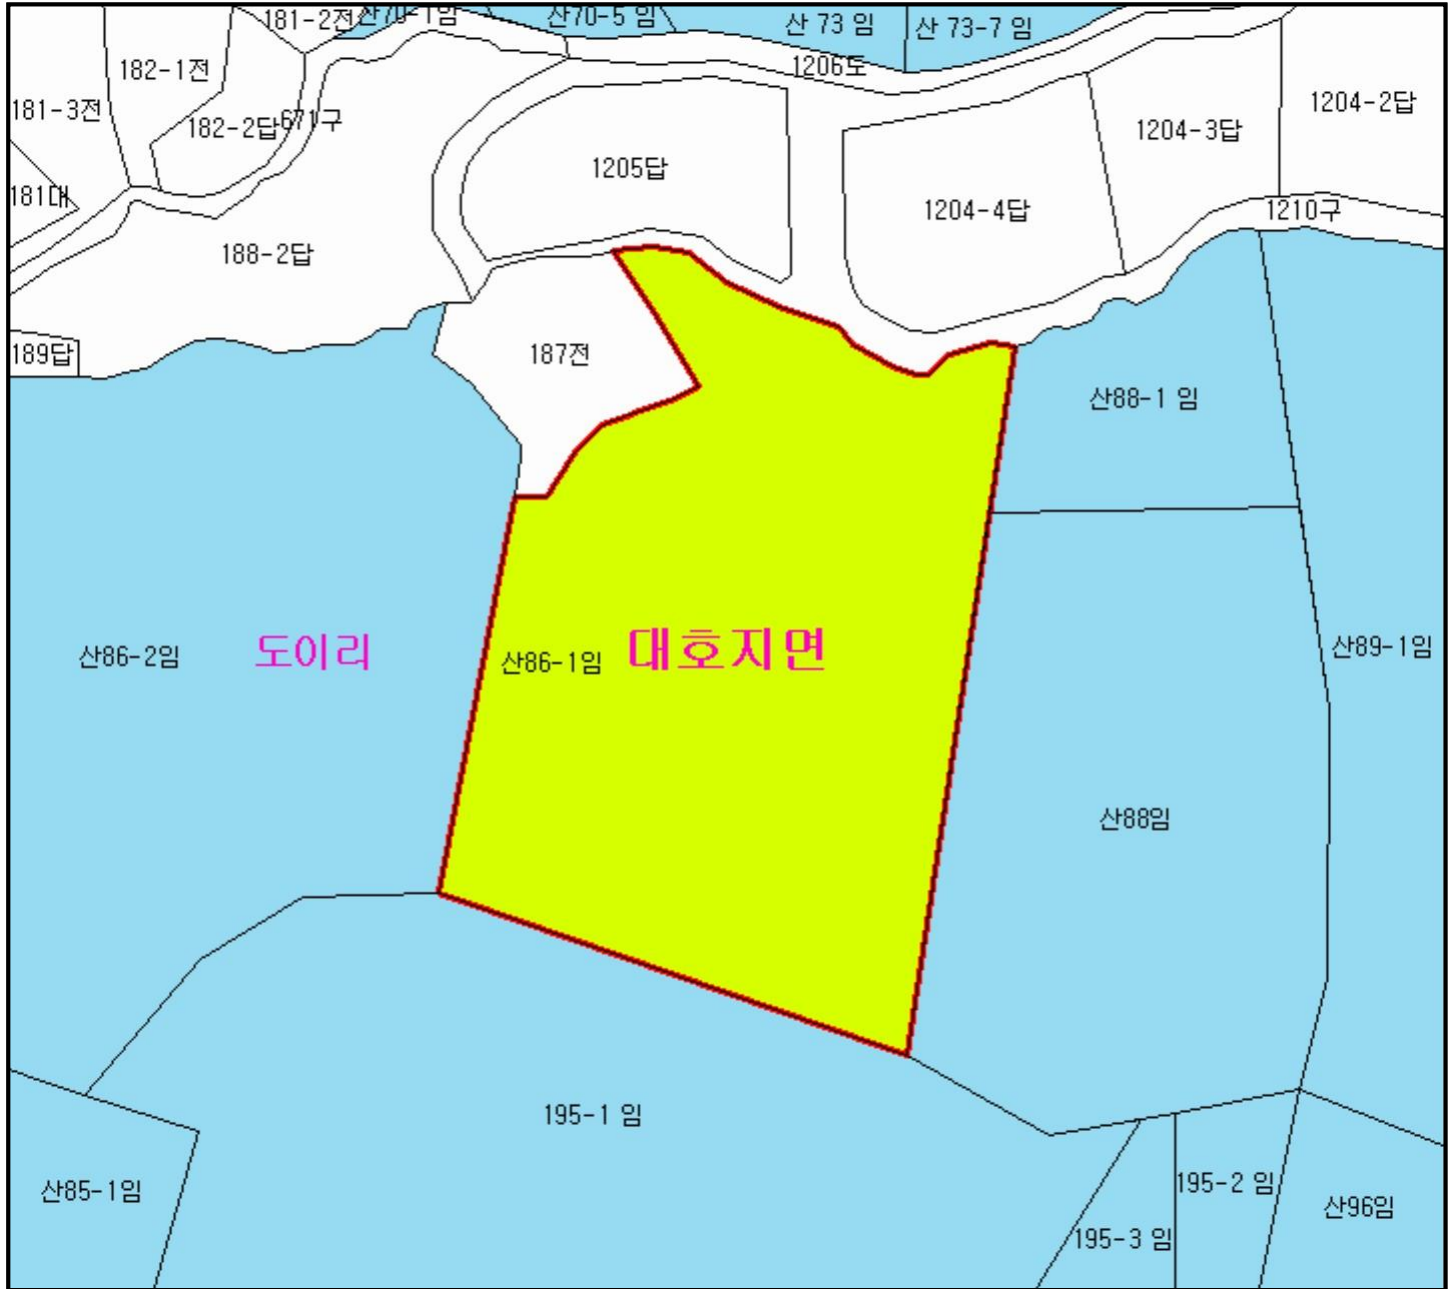 181-2전
산70-1임
산70-5 임
산 73 임
산 73-7 임
182-1전
1206도
181-3전
182-2답
671구
1204-2답
1204-3답
1205답
181대
1204-4답
1210구
188-2답
189답
187전
산88-1 임
산86-2임
도이리
산86-1임
대호지면
산89-1임
산88임
195-1 임
산85-1임
195-2 임
산96임
195-3 임